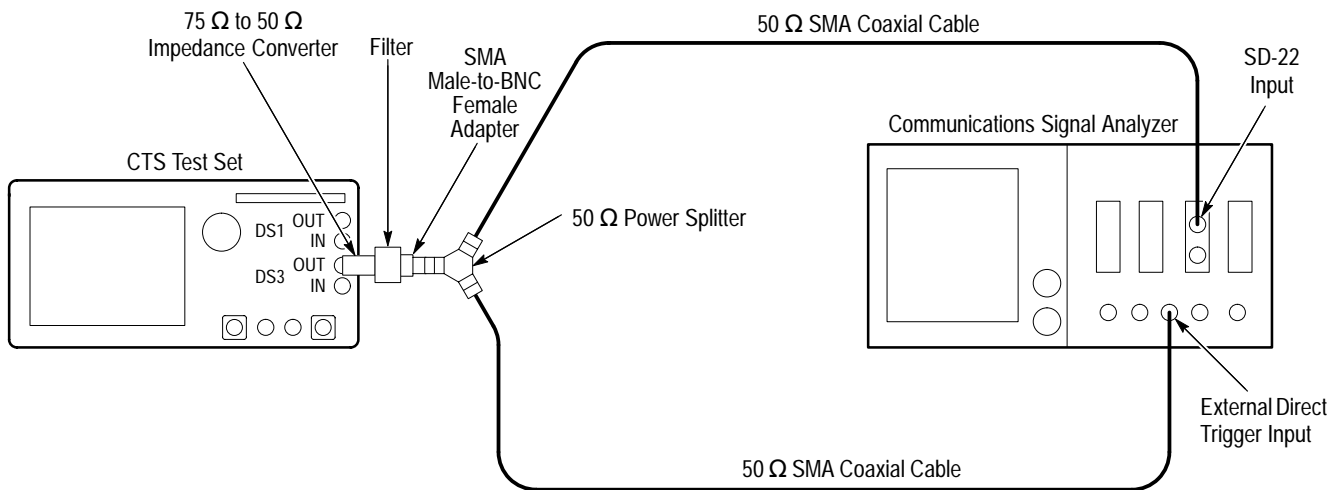 75 Ω to 50 Ω
Impedance Converter
Filter
SMA
Male-to-BNC
Female
Adapter
50 Ω SMA Coaxial Cable
SD-22
Input
Communications Signal Analyzer
CTS Test Set
DS1
OUT
IN
DS3
OUT
IN
50 Ω Power Splitter
External Direct
Trigger Input
50 Ω SMA Coaxial Cable